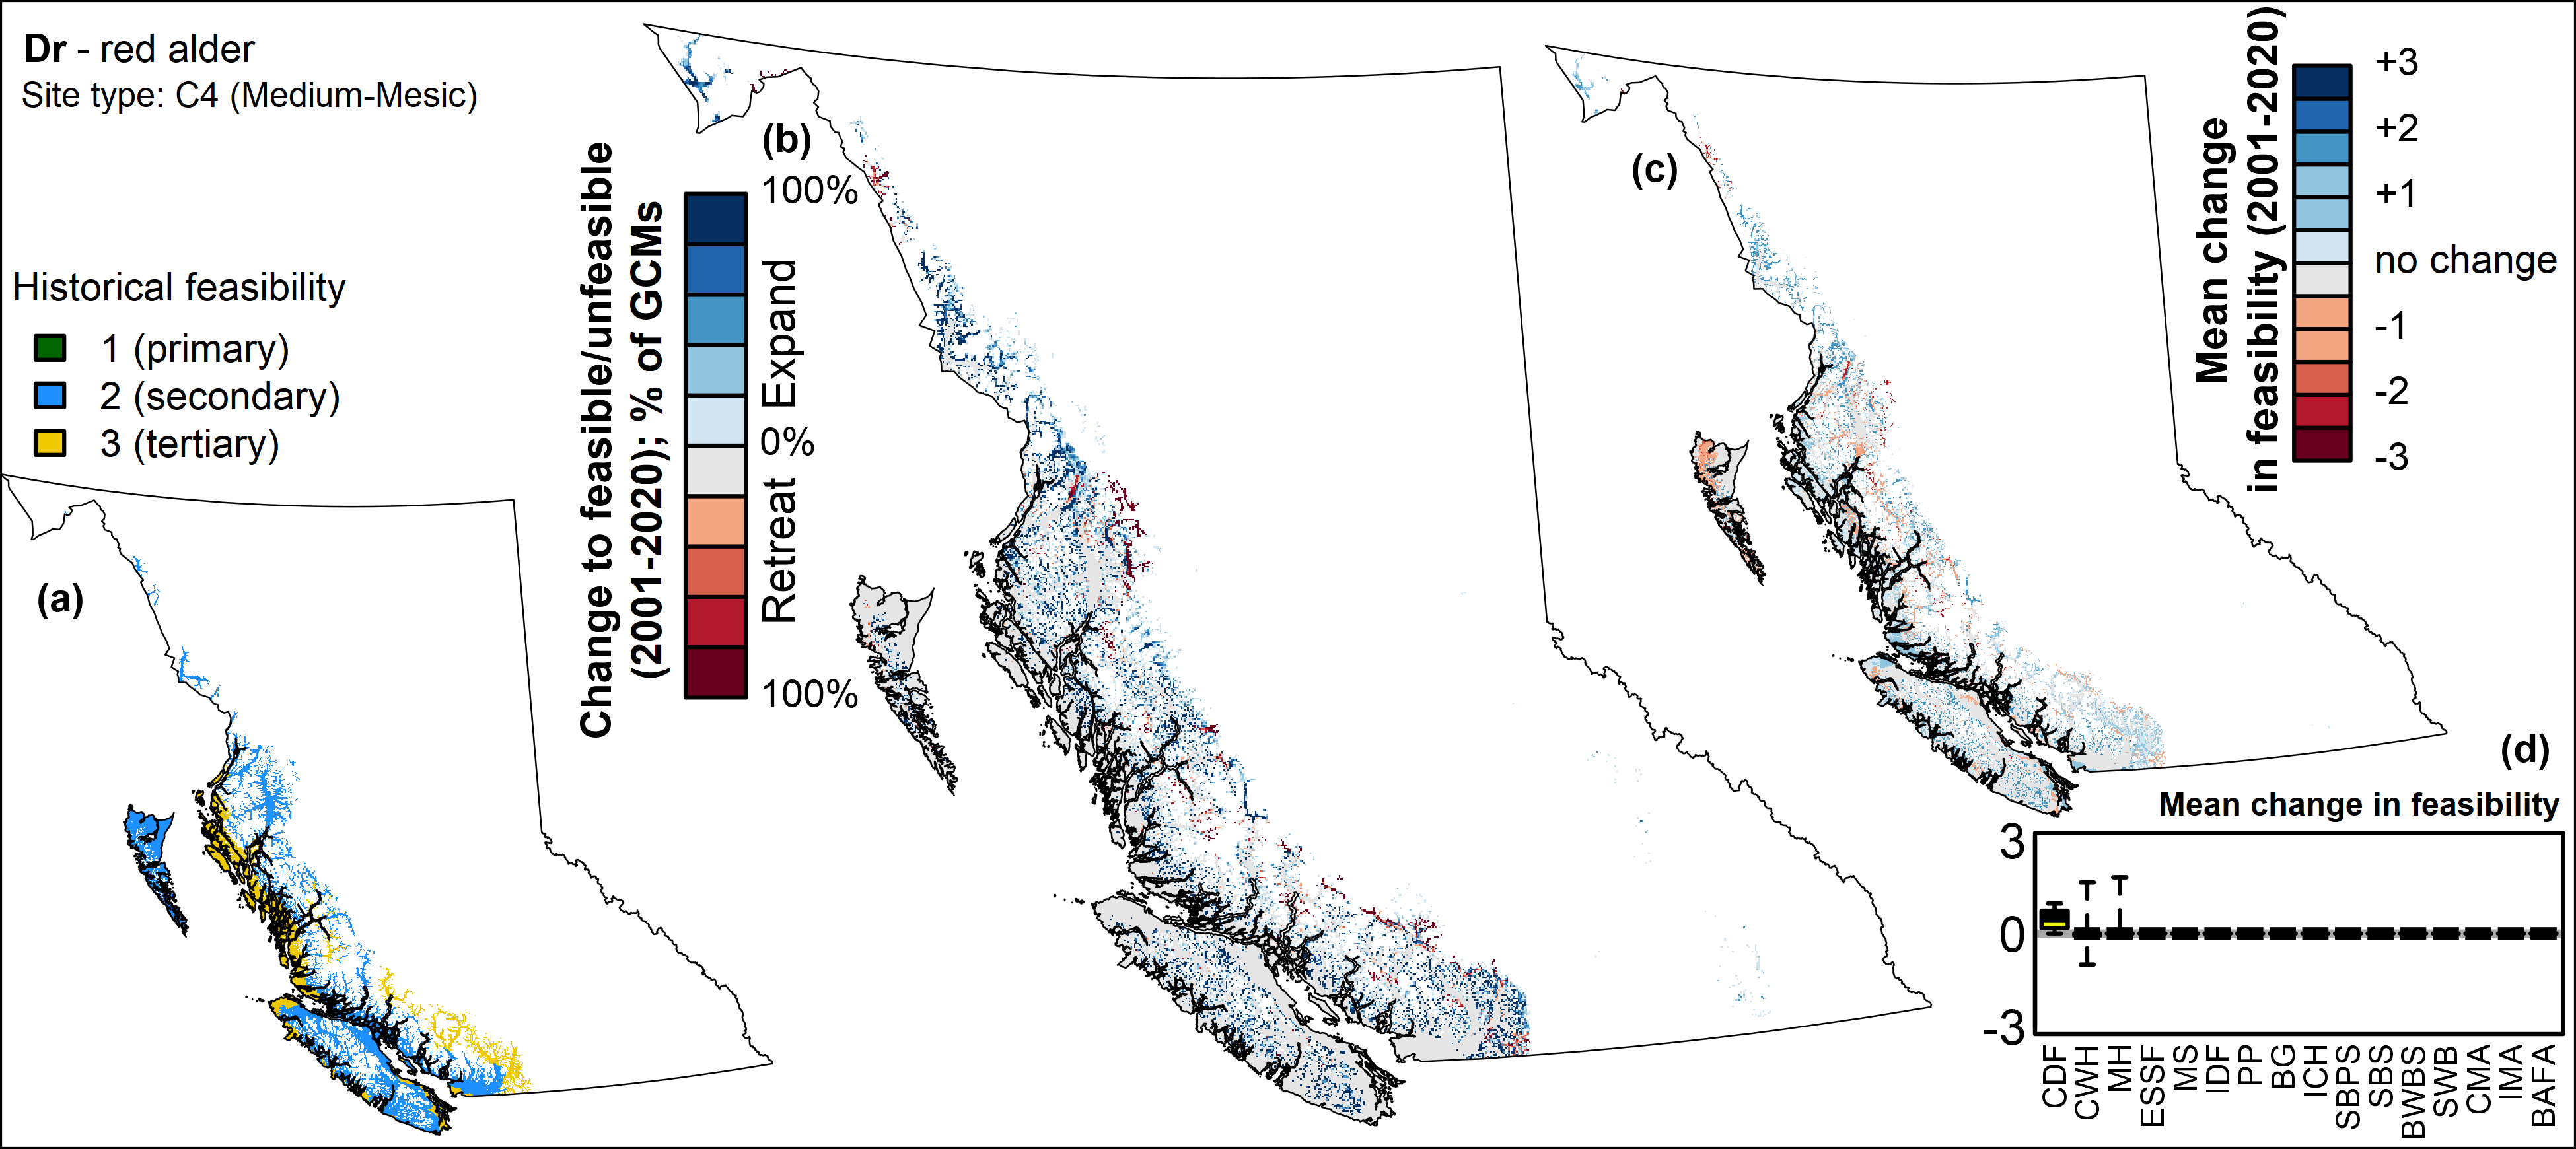 Dr - red alder
Site type: C4 (Medium-Mesic)
Historical feasibility
1 (primary)
2 (secondary)
3 (tertiary)
(a)
(b)
Change to feasible/unfeasible
(2001-2020); % of GCMs
100%
Expand
0%
Retreat
100%
(c)
Mean change
in feasibility (2001-2020)
+3
+2
+1
no change
-1
-2
-3
(d)
Mean change in feasibility
3
0
-3
CDF
CWH
MH
ESSF
MS
IDF
PP
BG
ICH
SBPS
SBS
BWBS
SWB
CMA
IMA
BAFA